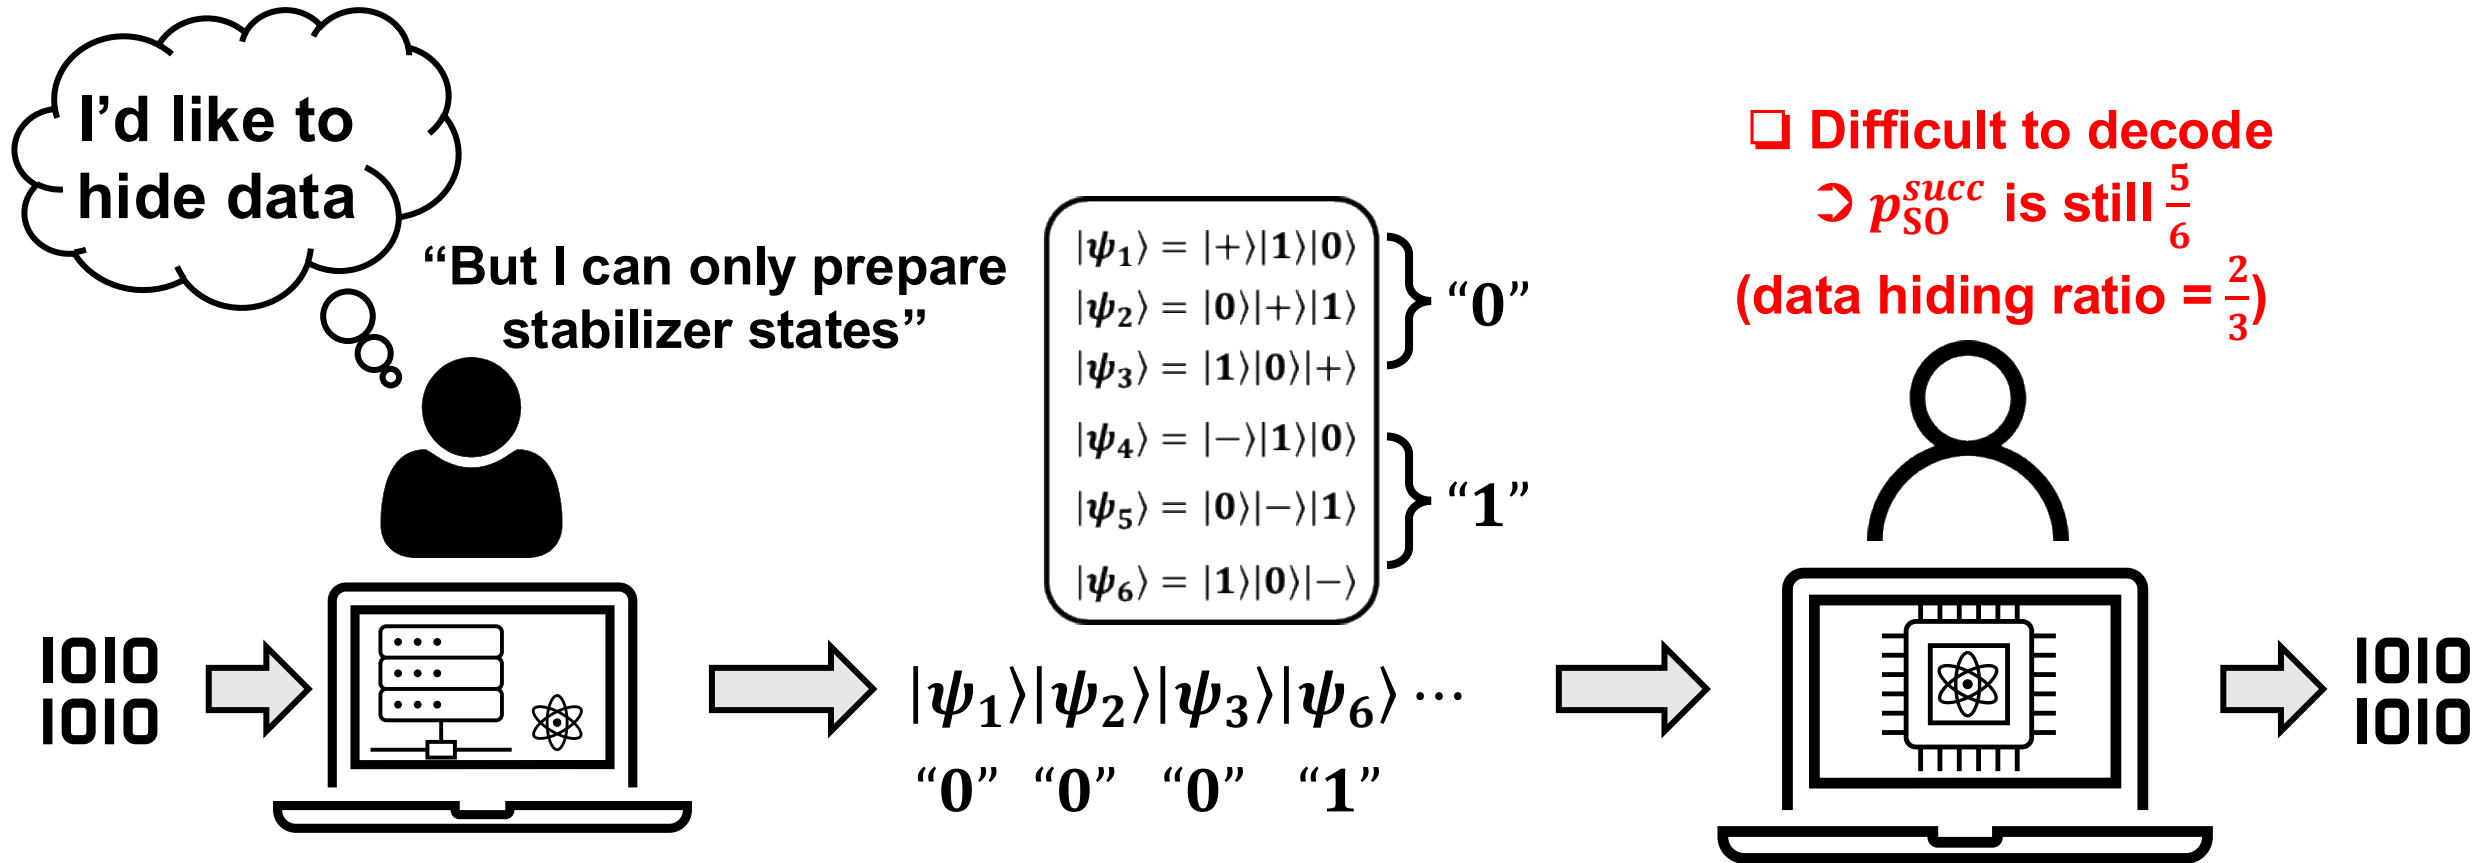 I’d like to
hide data
“But I can only prepare
stabilizer states”
|ψ₁⟩ = |+⟩|1⟩|0⟩
|ψ₂⟩ = |0⟩|+⟩|1⟩
|ψ₃⟩ = |1⟩|0⟩|+⟩
“0”
|ψ₄⟩ = |−⟩|1⟩|0⟩
|ψ₅⟩ = |0⟩|−⟩|1⟩
|ψ₆⟩ = |1⟩|0⟩|−⟩
“1”
❑ Difficult to decode
➲ p_SO^succ is still 5/6
(data hiding ratio = 2/3)
1010
1010
|ψ₁⟩|ψ₂⟩|ψ₃⟩|ψ₆⟩ ⋯
“0” “0” “0” “1”
1010
1010